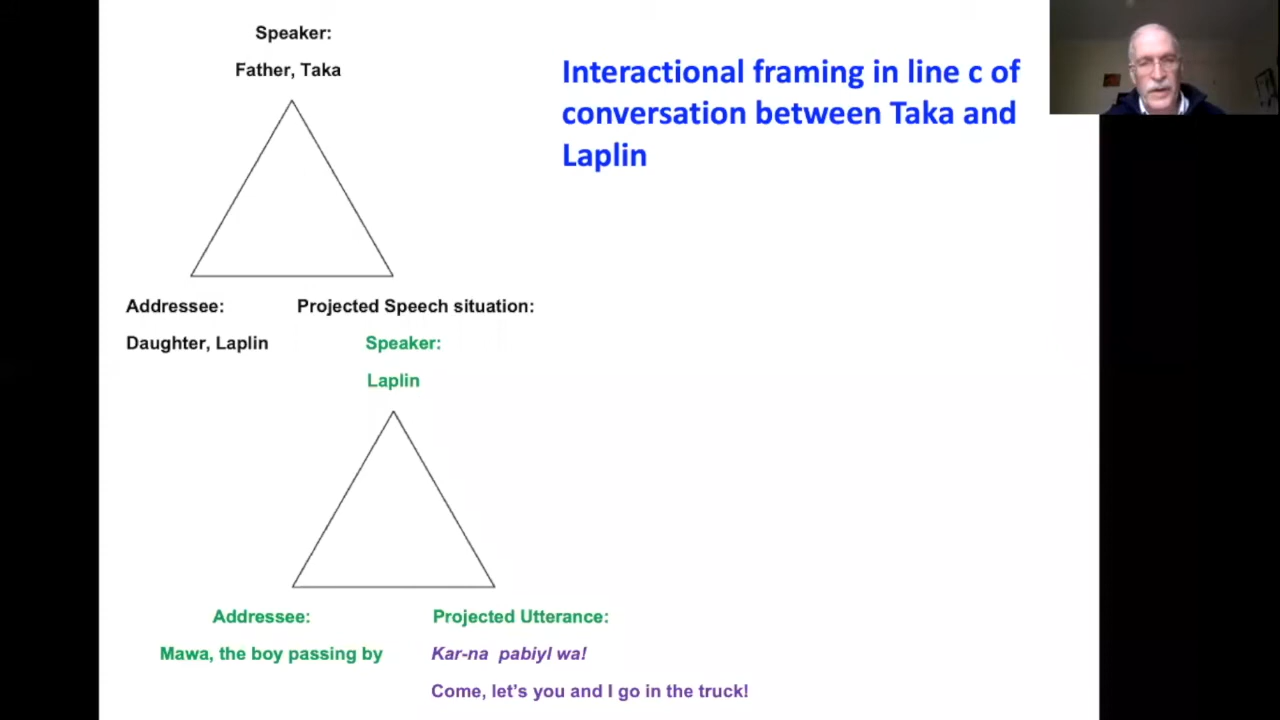 Speaker:
Father, Taka
Interactional framing in line c of
conversation between Taka and
Laplin
Addressee:
Daughter, Laplin
Projected Speech situation:
Speaker:
Laplin
Addressee:
Mawa, the boy passing by
Projected Utterance:
Kar-na pabiyl wa!
Come, let's you and I go in the truck!